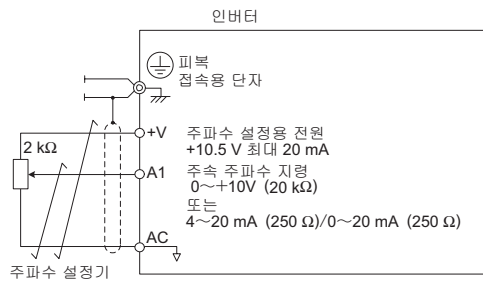 인버터
피복
접속용 단자
+V
주파수 설정용 전원
+10.5 V 최대 20 mA
2 kΩ
A1
주속 주파수 지령
0～＋10V (20 kΩ)
또는
4～20 mA (250 Ω)/0～20 mA (250 Ω)
AC
주파수 설정기